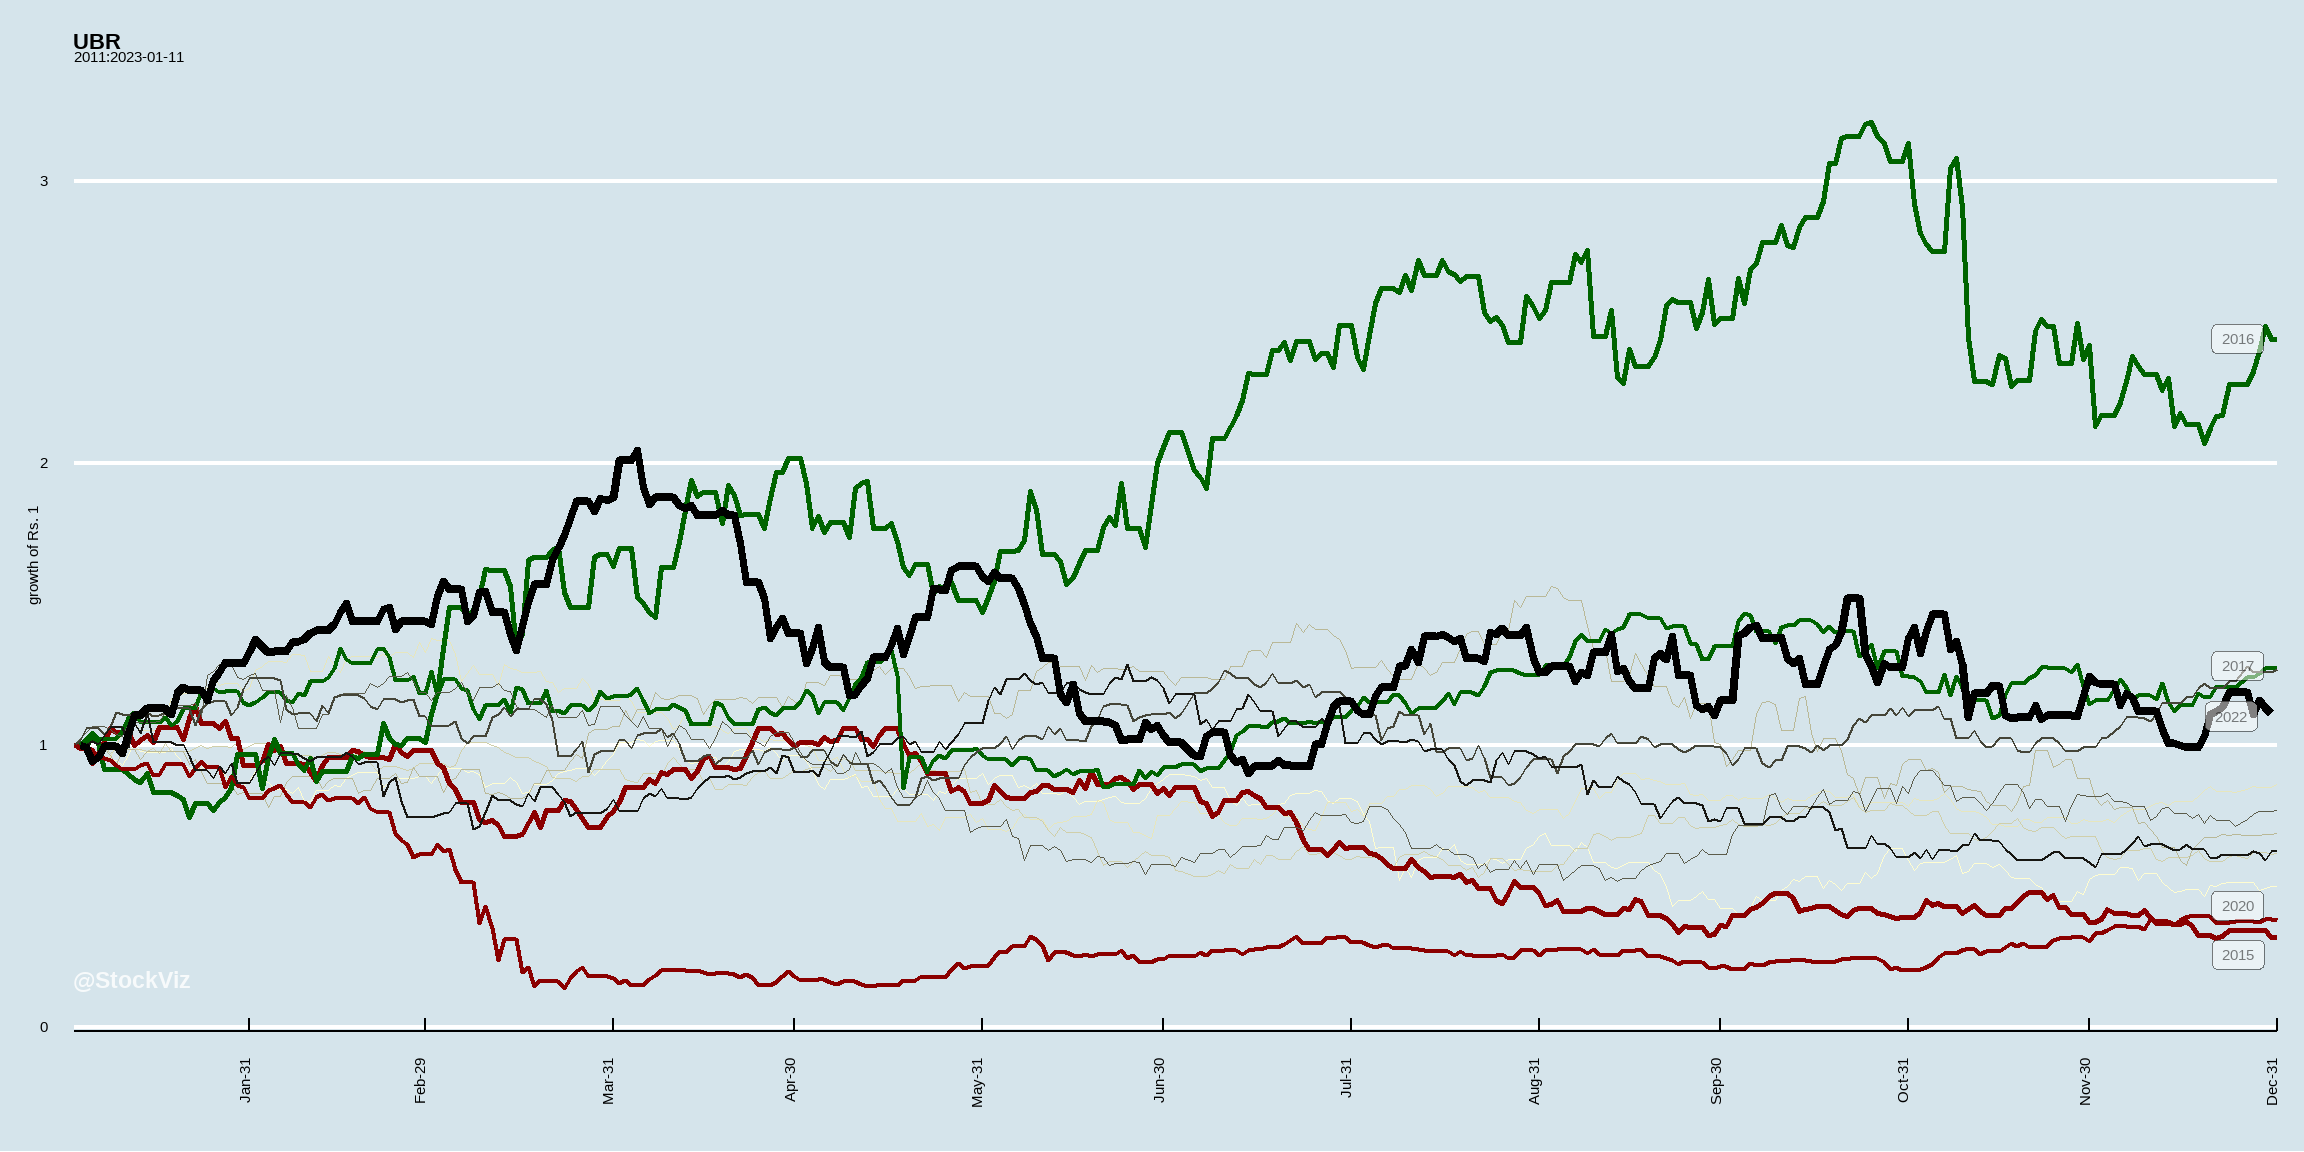 UBR
2011:2023-01-11
3
2
1
0
growth of Rs. 1
2016
2017
2022
2020
2015
@StockViz
Jan-31
Feb-29
Mar-31
Apr-30
May-31
Jun-30
Jul-31
Aug-31
Sep-30
Oct-31
Nov-30
Dec-31